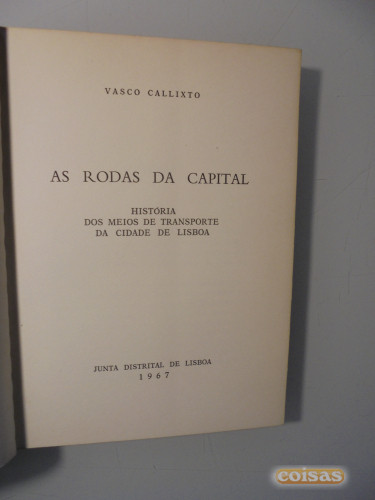 VASCO CALLIXTO
AS RODAS DA CAPITAL
HISTÓRIA
DOS MEIOS DE TRANSPORTE
DA CIDADE DE LISBOA
JUNTA DISTRITAL DE LISBOA
1967
coisas